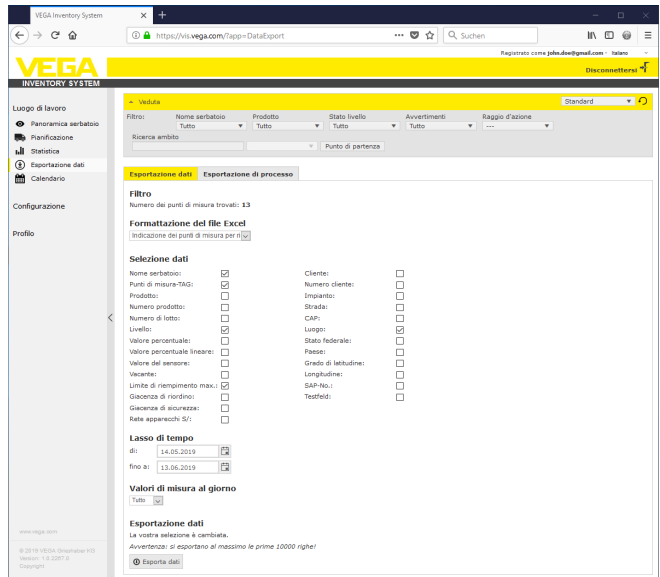 VEGA Inventory System
https://vis.vega.com/?app=DataExport
Suchen
Registrato come john.doe@gmail.com - Italiano
Disconnettersi
VEGA
INVENTORY SYSTEM
Luogo di lavoro
Panoramica serbatoio
Pianificazione
Statistica
Esportazione dati
Calendario
Configurazione
Profilo
www.vega.com
Version: 1.0.2267.0
Copyright
Veduta
Standard
Filtro:
Nome serbatoio
Prodotto
Stato livello
Avvertimenti
Raggio d'azione
Tutto
Tutto
Tutto
Tutto
---
Ricerca ambito
Punto di partenza
Esportazione dati
Esportazione di processo
Filtro
Numero dei punti di misura trovati: 13
Formattazione del file Excel
Indicazione dei punti di misura per ri
Selezione dati
Nome serbatoio:
Punti di misura-TAG:
Prodotto:
Numero prodotto:
Numero di lotto:
Livello:
Valore percentuale:
Valore percentuale lineare:
Valore del sensore:
Vacante:
Limite di riempimento max.:
Giacenza di riordino:
Giacenza di sicurezza:
Rete apparecchi S/:
Cliente:
Numero cliente:
Impianto:
Strada:
CAP:
Luogo:
Stato federale:
Paese:
Grado di latitudine:
Longitudine:
SAP-No.:
Testfeld:
Lasso di tempo
di:
14.05.2019
fino a:
13.06.2019
Valori di misura al giorno
Tutto
Esportazione dati
La vostra selezione è cambiata.
Avvertenza: si esportano al massimo le prime 10000 righe!
Esporta dati